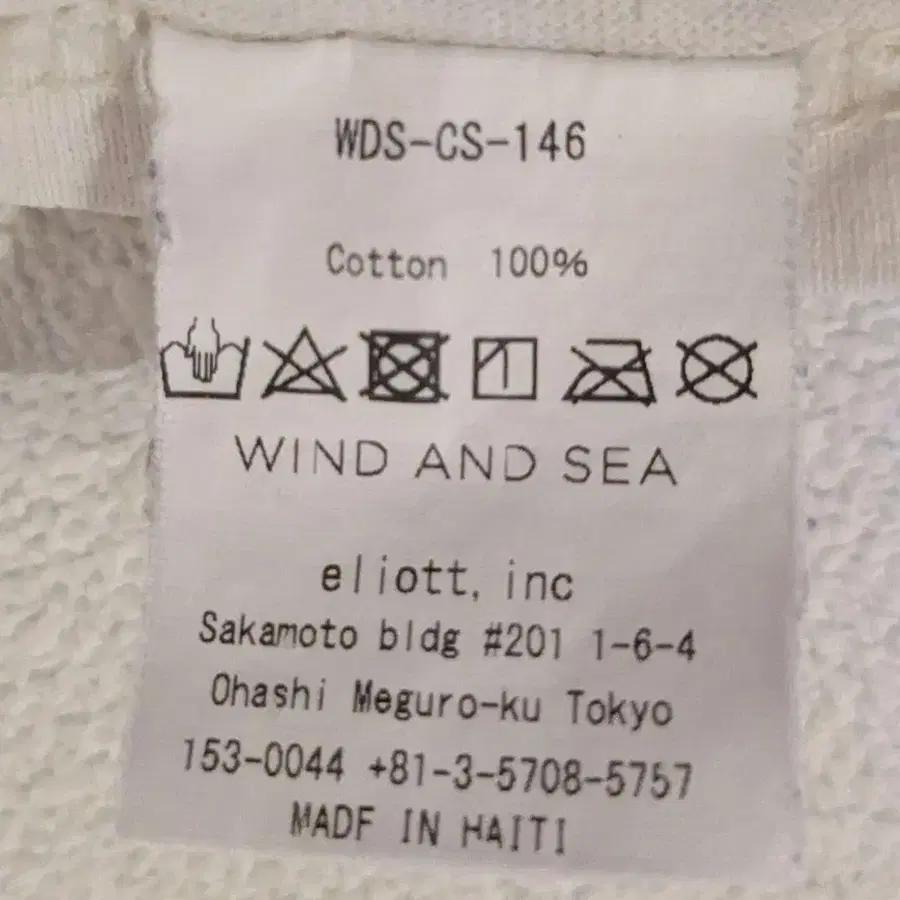 WDS-CS-146
Cotton 100%
WIND AND SEA
eliott, inc
Sakamoto bldg #201 1-6-4
Ohashi Meguro-ku Tokyo
153-0044 +81-3-5708-5757
MADE IN HAITI